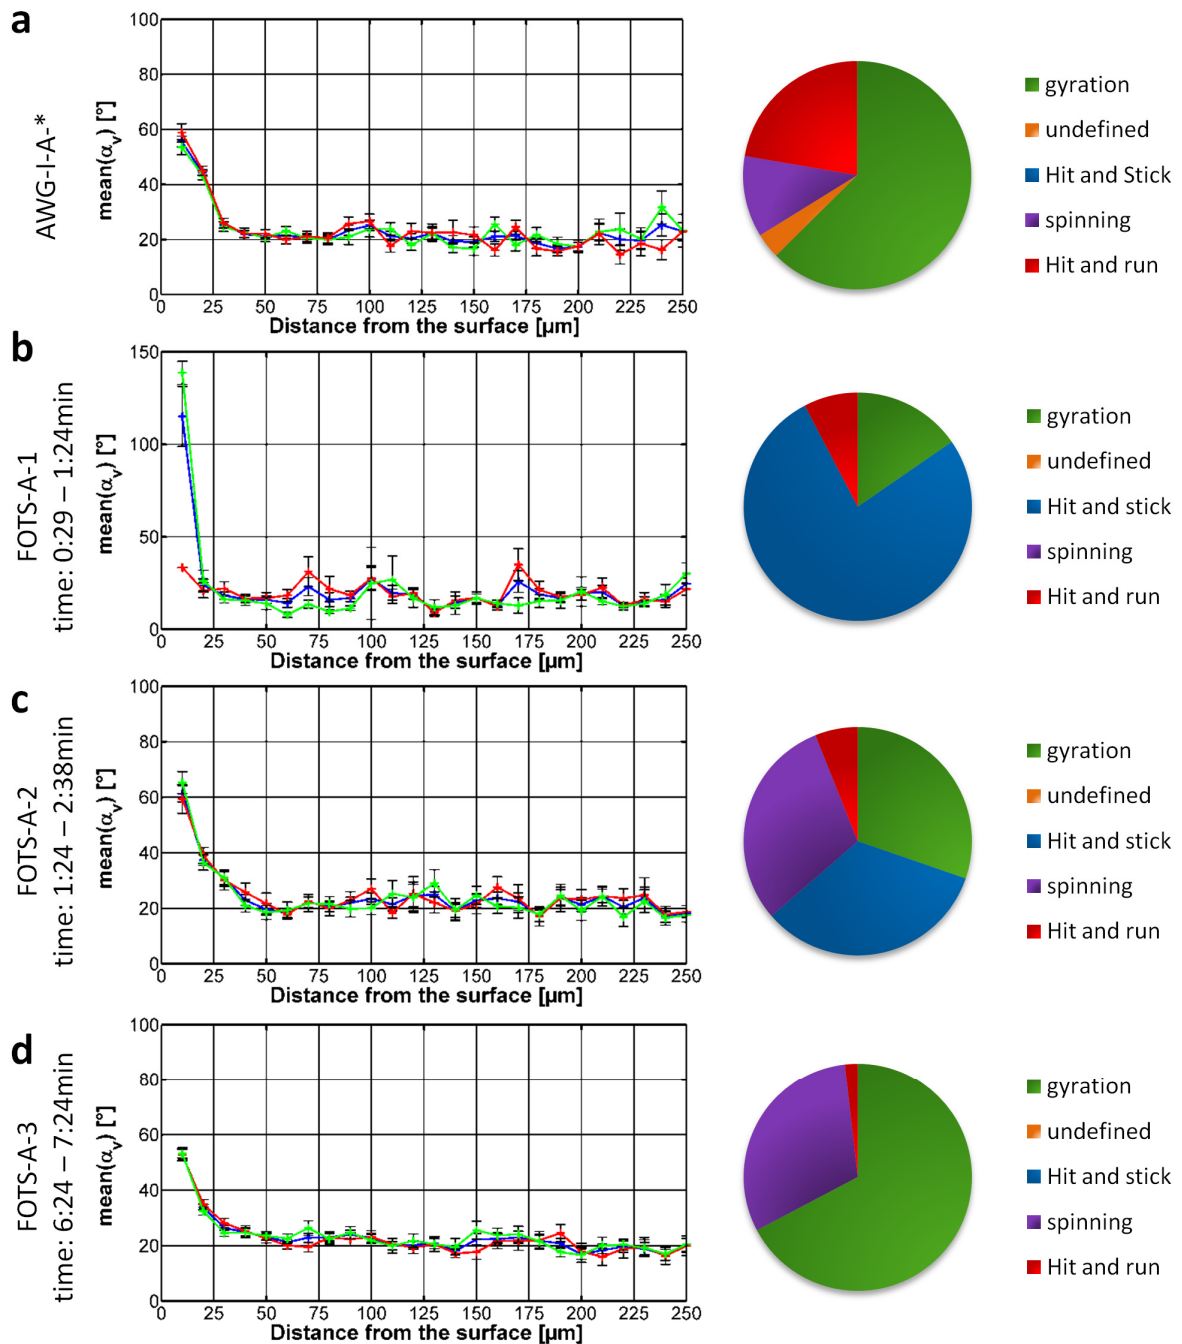 a
AWG-I-A-*
mean(αv) [°]
100
80
60
40
20
0
0 25 50 75 100 125 150 175 200 225 250
Distance from the surface [µm]
gyration
undefined
Hit and Stick
spinning
Hit and run
b
FOTS-A-1
time: 0:29 – 1:24min
mean(αv) [°]
150
100
50
0
0 25 50 75 100 125 150 175 200 225 250
Distance from the surface [µm]
gyration
undefined
Hit and stick
spinning
Hit and run
c
FOTS-A-2
time: 1:24 – 2:38min
mean(αv) [°]
100
80
60
40
20
0
0 25 50 75 100 125 150 175 200 225 250
Distance from the surface [µm]
gyration
undefined
Hit and stick
spinning
Hit and run
d
FOTS-A-3
time: 6:24 – 7:24min
mean(αv) [°]
100
80
60
40
20
0
0 25 50 75 100 125 150 175 200 225 250
Distance from the surface [µm]
gyration
undefined
Hit and stick
spinning
Hit and run